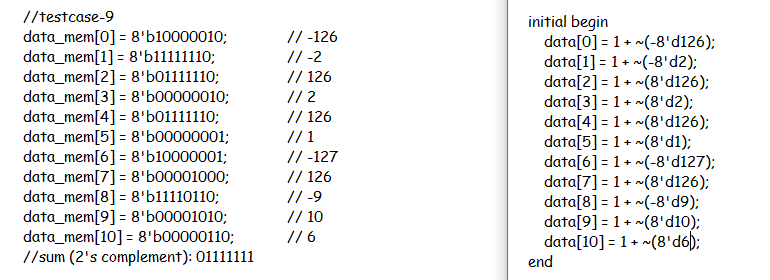 //testcase-9
data_mem[0] = 8'b10000010; // -126
data_mem[1] = 8'b11111110; // -2
data_mem[2] = 8'b01111110; // 126
data_mem[3] = 8'b00000010; // 2
data_mem[4] = 8'b01111110; // 126
data_mem[5] = 8'b00000001; // 1
data_mem[6] = 8'b10000001; // -127
data_mem[7] = 8'b00001000; // 126
data_mem[8] = 8'b11110110; // -9
data_mem[9] = 8'b00001010; // 10
data_mem[10] = 8'b00000110; // 6
//sum (2's complement): 01111111
initial begin
data[0] = 1 + ~(-8'd126);
data[1] = 1 + ~(-8'd2);
data[2] = 1 + ~(8'd126);
data[3] = 1 + ~(8'd2);
data[4] = 1 + ~(8'd126);
data[5] = 1 + ~(8'd1);
data[6] = 1 + ~(-8'd127);
data[7] = 1 + ~(8'd126);
data[8] = 1 + ~(-8'd9);
data[9] = 1 + ~(8'd10);
data[10] = 1 + ~(8'd6);
end